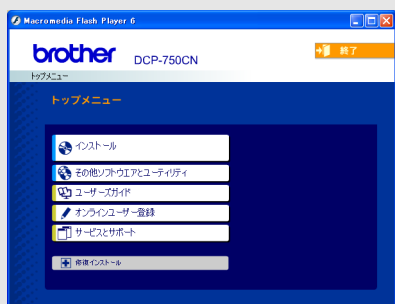 Macromedia Flash Player 6
brother DCP-750CN
終了
トップメニュー
トップメニュー
インストール
その他ソフトウェアとユーティリティ
ユーザーズガイド
オンラインユーザー登録
サービスとサポート
修復インストール